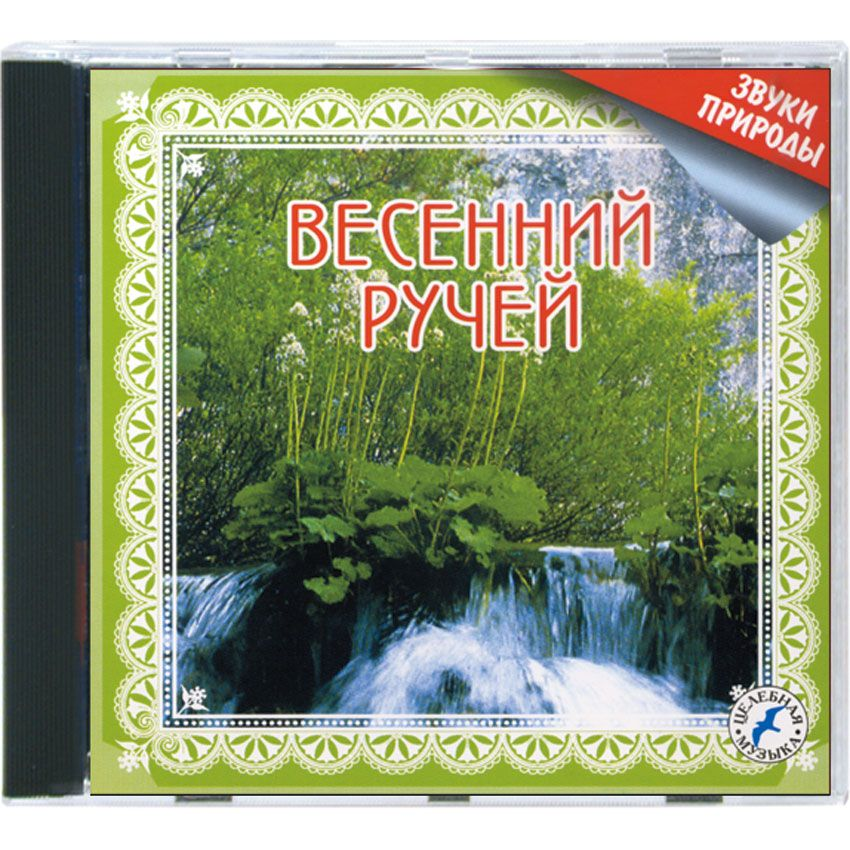 ЗВУКИ
ПРИРОДЫ
ВЕСЕННИЙ
РУЧЕЙ
ЦЕЛЕБНАЯ
МУЗЫКА